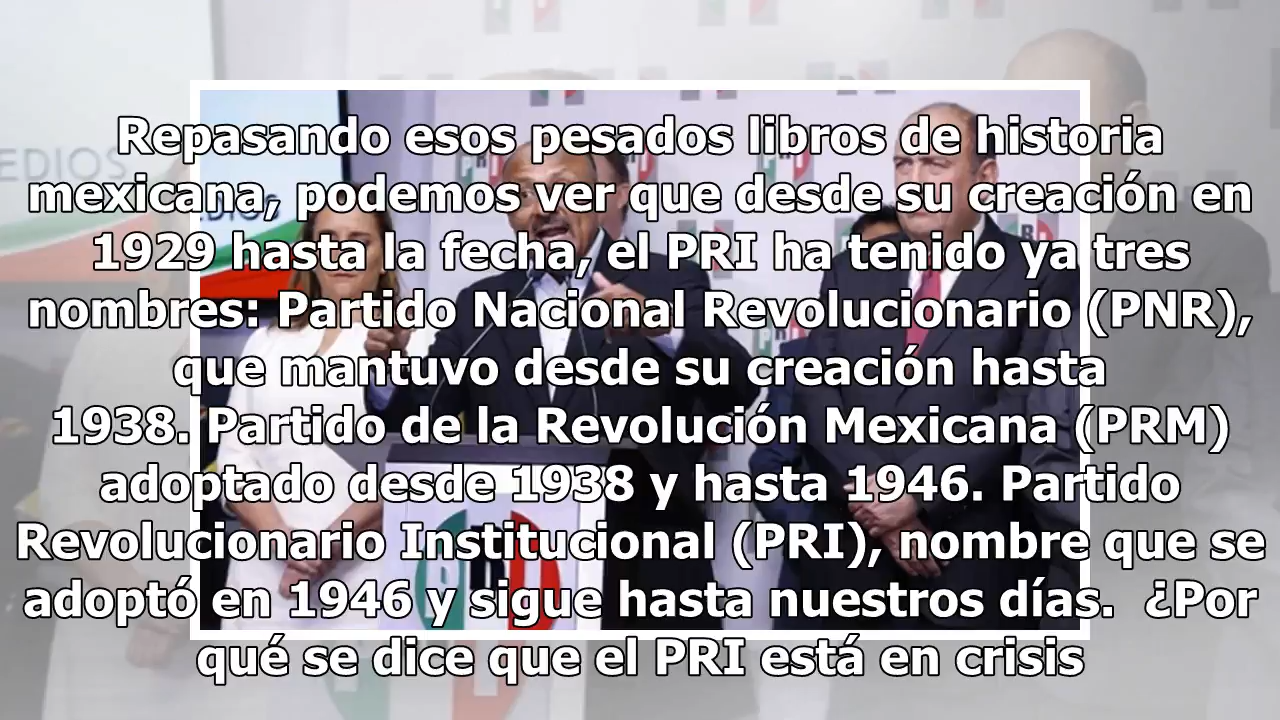 Repasando esos pesados libros de historia
mexicana, podemos ver que desde su creación en
1929 hasta la fecha, el PRI ha tenido ya tres
nombres: Partido Nacional Revolucionario (PNR),
que mantuvo desde su creación hasta
1938. Partido de la Revolución Mexicana (PRM)
adoptado desde 1938 y hasta 1946. Partido
Revolucionario Institucional (PRI), nombre que se
adoptó en 1946 y sigue hasta nuestros días.  ¿Por
qué se dice que el PRI está en crisis
EDIOS
PRI